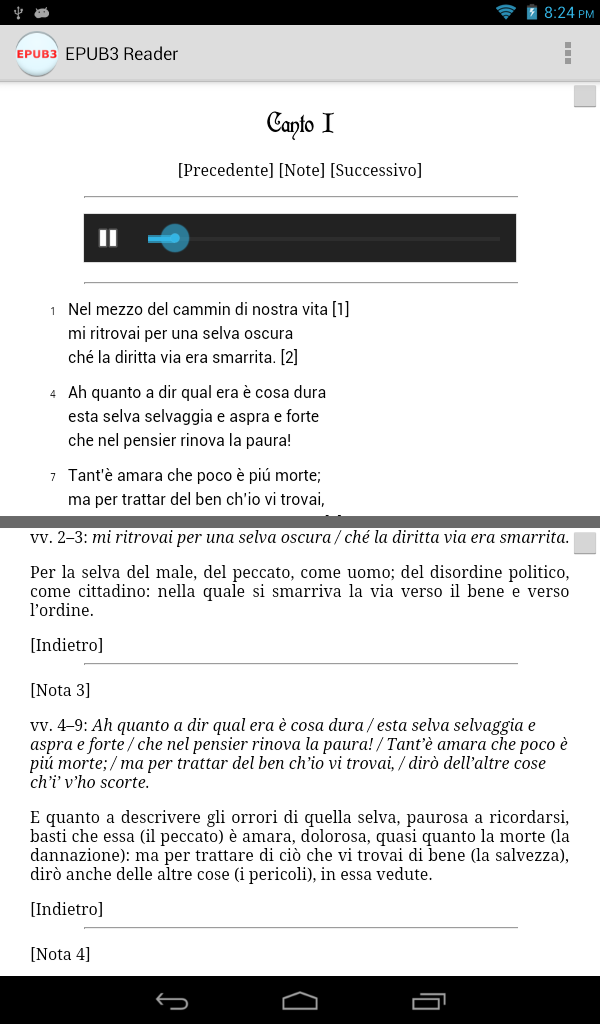 8:24 PM
EPUB3 EPUB3 Reader
Canto I
[Precedente] [Note] [Successivo]
1 Nel mezzo del cammin di nostra vita [1]
mi ritrovai per una selva oscura
ché la diritta via era smarrita. [2]
4 Ah quanto a dir qual era è cosa dura
esta selva selvaggia e aspra e forte
che nel pensier rinova la paura!
7 Tant'è amara che poco è piú morte;
ma per trattar del ben ch'io vi trovai,
vv. 2–3: mi ritrovai per una selva oscura / ché la diritta via era smarrita.
Per la selva del male, del peccato, come uomo; del disordine politico,
come cittadino: nella quale si smarriva la via verso il bene e verso
l’ordine.
[Indietro]
[Nota 3]
vv. 4–9: Ah quanto a dir qual era è cosa dura / esta selva selvaggia e
aspra e forte / che nel pensier rinova la paura! / Tant’è amara che poco è
piú morte; / ma per trattar del ben ch’io vi trovai, / dirò dell’altre cose
ch’i’ v’ho scorte.
E quanto a descrivere gli orrori di quella selva, paurosa a ricordarsi,
basti che essa (il peccato) è amara, dolorosa, quasi quanto la morte (la
dannazione): ma per trattare di ciò che vi trovai di bene (la salvezza),
dirò anche delle altre cose (i pericoli), in essa vedute.
[Indietro]
[Nota 4]